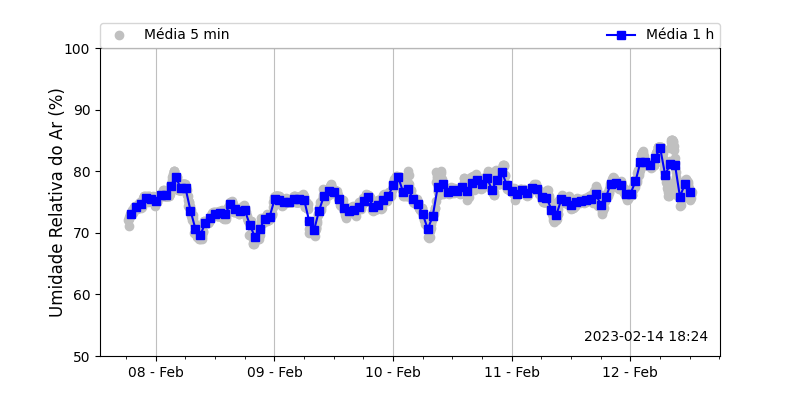 Média 5 min Média 1 h
Umidade Relativa do Ar (%)
100
90
80
70
60
50
2023-02-14 18:24
08 - Feb 09 - Feb 10 - Feb 11 - Feb 12 - Feb